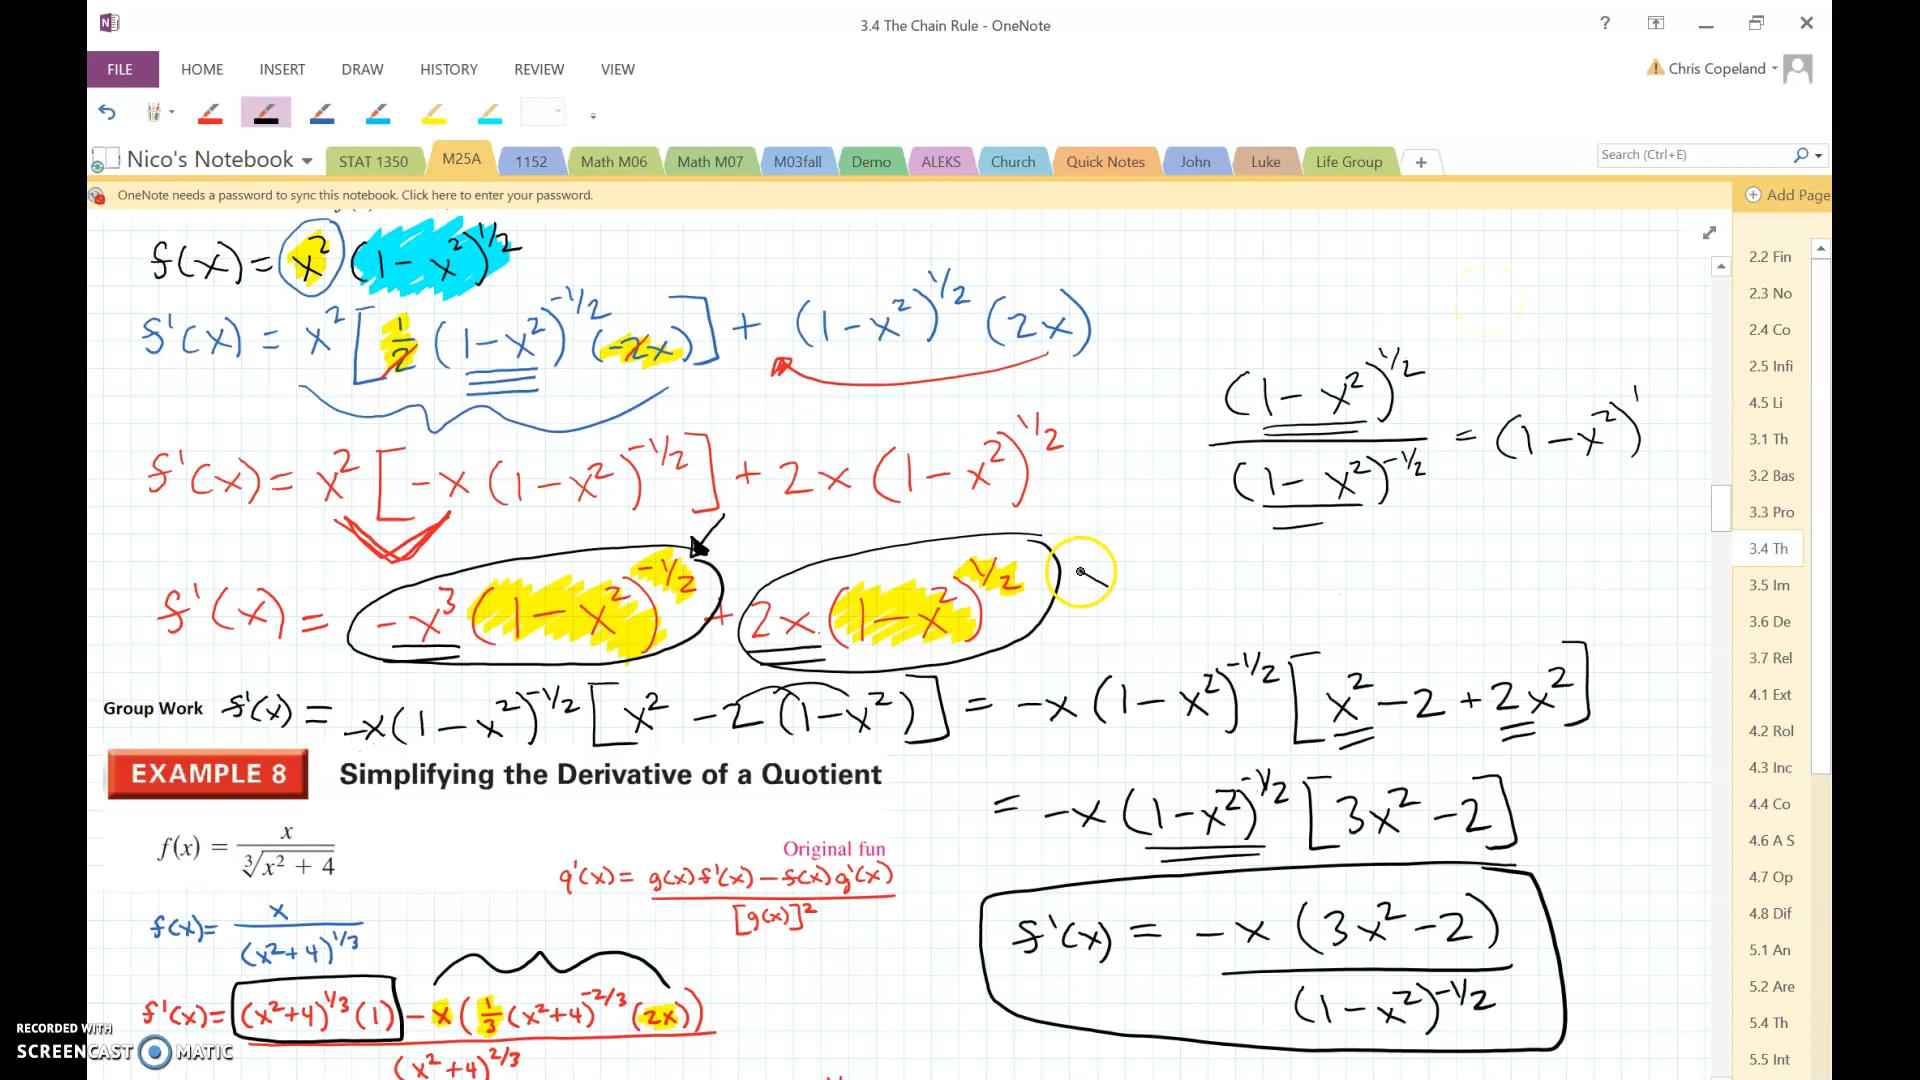 3.4 The Chain Rule - OneNote
?
FILE HOME INSERT DRAW HISTORY REVIEW VIEW
Chris Copeland
Nico's Notebook STAT 1350 M25A 1152 Math M06 Math M07 M03fall Demo ALEKS Church Quick Notes John Luke Life Group
Search (Ctrl+E)
OneNote needs a password to sync this notebook. Click here to enter your password.
Add Page
2.2 Fin
2.3 No
2.4 Co
2.5 Infi
4.5 Li
3.1 Th
3.2 Bas
3.3 Pro
3.4 Th
3.5 Im
3.6 De
3.7 Rel
4.1 Ext
4.2 Rol
4.3 Inc
4.4 Co
4.6 A S
4.7 Op
4.8 Dif
5.1 An
5.2 Are
5.4 Th
5.5 Int
f(x) = x² (1 - x²)^1/2
f'(x) = x² [1/2 (1 - x²)^-1/2 (-2x)] + (1 - x²)^1/2 (2x)
(1 - x²)^1/2 / (1 - x²)^-1/2 = (1 - x²)^1
f'(x) = x² [-x (1 - x²)^-1/2] + 2x (1 - x²)^1/2
f'(x) = -x³ (1 - x²)^-1/2 + 2x (1 - x²)^1/2
Group Work f'(x) = -x(1 - x²)^-1/2 [x² - 2(1 - x²)] = -x (1 - x²)^-1/2 [x² - 2 + 2x²]
= -x (1 - x²)^-1/2 [3x² - 2]
f'(x) = -x (3x² - 2) / (1 - x²)^-1/2
EXAMPLE 8 Simplifying the Derivative of a Quotient
f(x) = x / ∛(x² + 4)
Original fun
q'(x) = g(x)f'(x) - f(x)g'(x) / [g(x)]²
f(x) = x / (x²+4)^1/3
f'(x) = (x²+4)^1/3 (1) - x (1/3 (x²+4)^-2/3 (2x)) / (x²+4)^2/3
RECORDED WITH
SCREENCAST MATIC